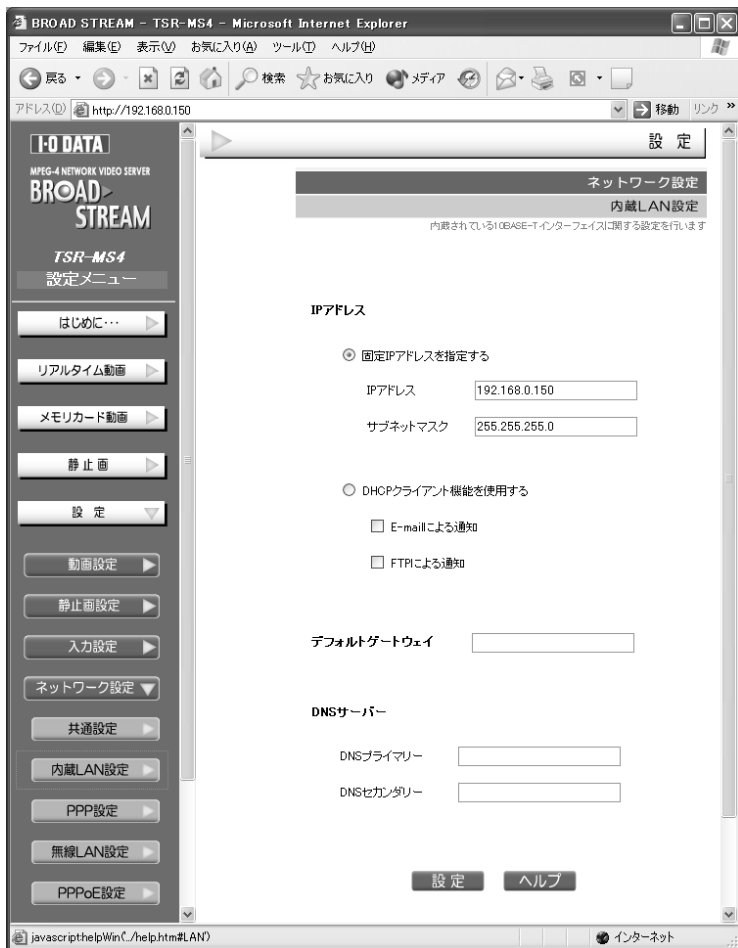 BROAD STREAM - TSR-MS4 - Microsoft Internet Explorer
ファイル(F) 編集(E) 表示(V) お気に入り(A) ツール(T) ヘルプ(H)
戻る 検索 お気に入り メディア
アドレス(D) http://192.168.0.150 移動 リンク »
I-O DATA
MPEG-4 NETWORK VIDEO SERVER
BROAD
STREAM
TSR-MS4
設定メニュー
はじめに…
リアルタイム動画
メモリカード動画
静止画
設 定
動画設定
静止画設定
入力設定
ネットワーク設定
共通設定
内蔵LAN設定
PPP設定
無線LAN設定
PPPoE設定
設 定
ネットワーク設定
内蔵LAN設定
内蔵されている10BASE-Tインターフェイスに関する設定を行います
IPアドレス
固定IPアドレスを指定する
IPアドレス 192.168.0.150
サブネットマスク 255.255.255.0
DHCPクライアント機能を使用する
E-mailによる通知
FTPによる通知
デフォルトゲートウェイ
DNSサーバー
DNSプライマリー
DNSセカンダリー
設 定 ヘルプ
javascript:helpWin('../help.htm#LAN') インターネット